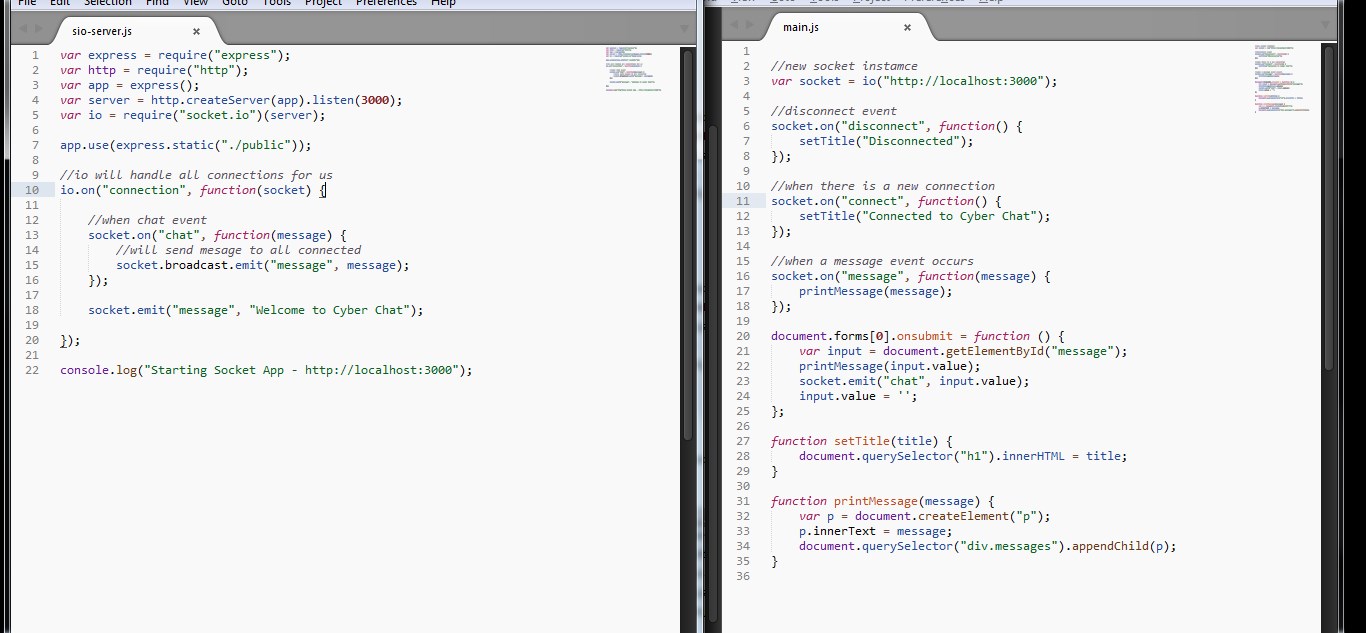 File Edit Selection Find View Goto Tools Project Preferences Help
sio-server.js
1 var express = require("express");
2 var http = require("http");
3 var app = express();
4 var server = http.createServer(app).listen(3000);
5 var io = require("socket.io")(server);
6
7 app.use(express.static("./public"));
8
9 //io will handle all connections for us
10 io.on("connection", function(socket) {
11
12 //when chat event
13 socket.on("chat", function(message) {
14 //will send mesage to all connected
15 socket.broadcast.emit("message", message);
16 });
17
18 socket.emit("message", "Welcome to Cyber Chat");
19
20 });
21
22 console.log("Starting Socket App - http://localhost:3000");
main.js
1
2 //new socket instamce
3 var socket = io("http://localhost:3000");
4
5 //disconnect event
6 socket.on("disconnect", function() {
7 setTitle("Disconnected");
8 });
9
10 //when there is a new connection
11 socket.on("connect", function() {
12 setTitle("Connected to Cyber Chat");
13 });
14
15 //when a message event occurs
16 socket.on("message", function(message) {
17 printMessage(message);
18 });
19
20 document.forms[0].onsubmit = function () {
21 var input = document.getElementById("message");
22 printMessage(input.value);
23 socket.emit("chat", input.value);
24 input.value = '';
25 };
26
27 function setTitle(title) {
28 document.querySelector("h1").innerHTML = title;
29 }
30
31 function printMessage(message) {
32 var p = document.createElement("p");
33 p.innerText = message;
34 document.querySelector("div.messages").appendChild(p);
35 }
36